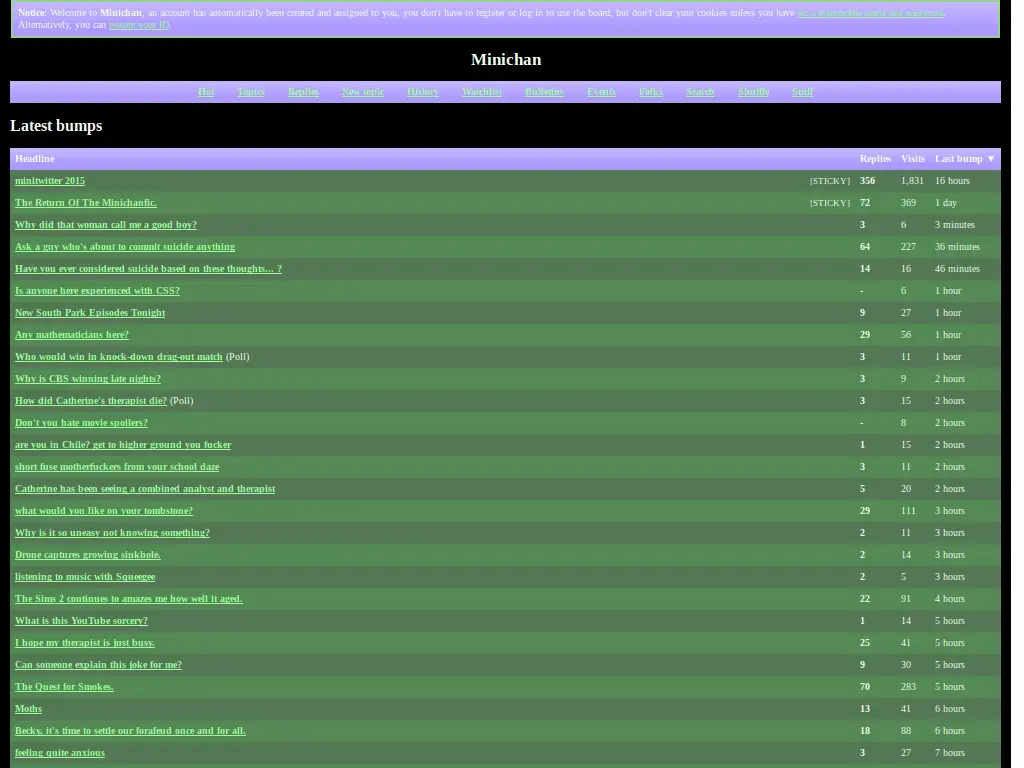 Notice: Welcome to Minichan, an account has automatically been created and assigned to you, you don't have to register or log in to use the board, but don't clear your cookies unless you have set a memorable name and password.
Alternatively, you can restore your ID.
Minichan
Hot Topics Replies New topic History Watchlist Bulletins Events Folks Search Shuffle Stuff
Latest bumps
Headline Replies Visits Last bump ▼
minitwitter 2015 [STICKY] 356 1,831 16 hours
The Return Of The Minichanfic. [STICKY] 72 369 1 day
Why did that woman call me a good boy? 3 6 3 minutes
Ask a guy who's about to commit suicide anything 64 227 36 minutes
Have you ever considered suicide based on these thoughts... ? 14 16 46 minutes
Is anyone here experienced with CSS? - 6 1 hour
New South Park Episodes Tonight 9 27 1 hour
Any mathematicians here? 29 56 1 hour
Who would win in knock-down drag-out match (Poll) 3 11 1 hour
Why is CBS winning late nights? 3 9 2 hours
How did Catherine's therapist die? (Poll) 3 15 2 hours
Don't you hate movie spoilers? - 8 2 hours
are you in Chile? get to higher ground you fucker 1 15 2 hours
short fuse motherfuckers from your school daze 3 11 2 hours
Catherine has been seeing a combined analyst and therapist 5 20 2 hours
what would you like on your tombstone? 29 111 3 hours
Why is it so uneasy not knowing something? 2 11 3 hours
Drone captures growing sinkhole. 2 14 3 hours
listening to music with Squeegee 2 5 3 hours
The Sims 2 continues to amazes me how well it aged. 22 91 4 hours
What is this YouTube sorcery? 1 14 5 hours
I hope my therapist is just busy. 25 41 5 hours
Can someone explain this joke for me? 9 30 5 hours
The Quest for Smokes. 70 283 5 hours
Moths 13 41 6 hours
Becky, it's time to settle our forafeud once and for all. 18 88 6 hours
feeling quite anxious 3 27 7 hours